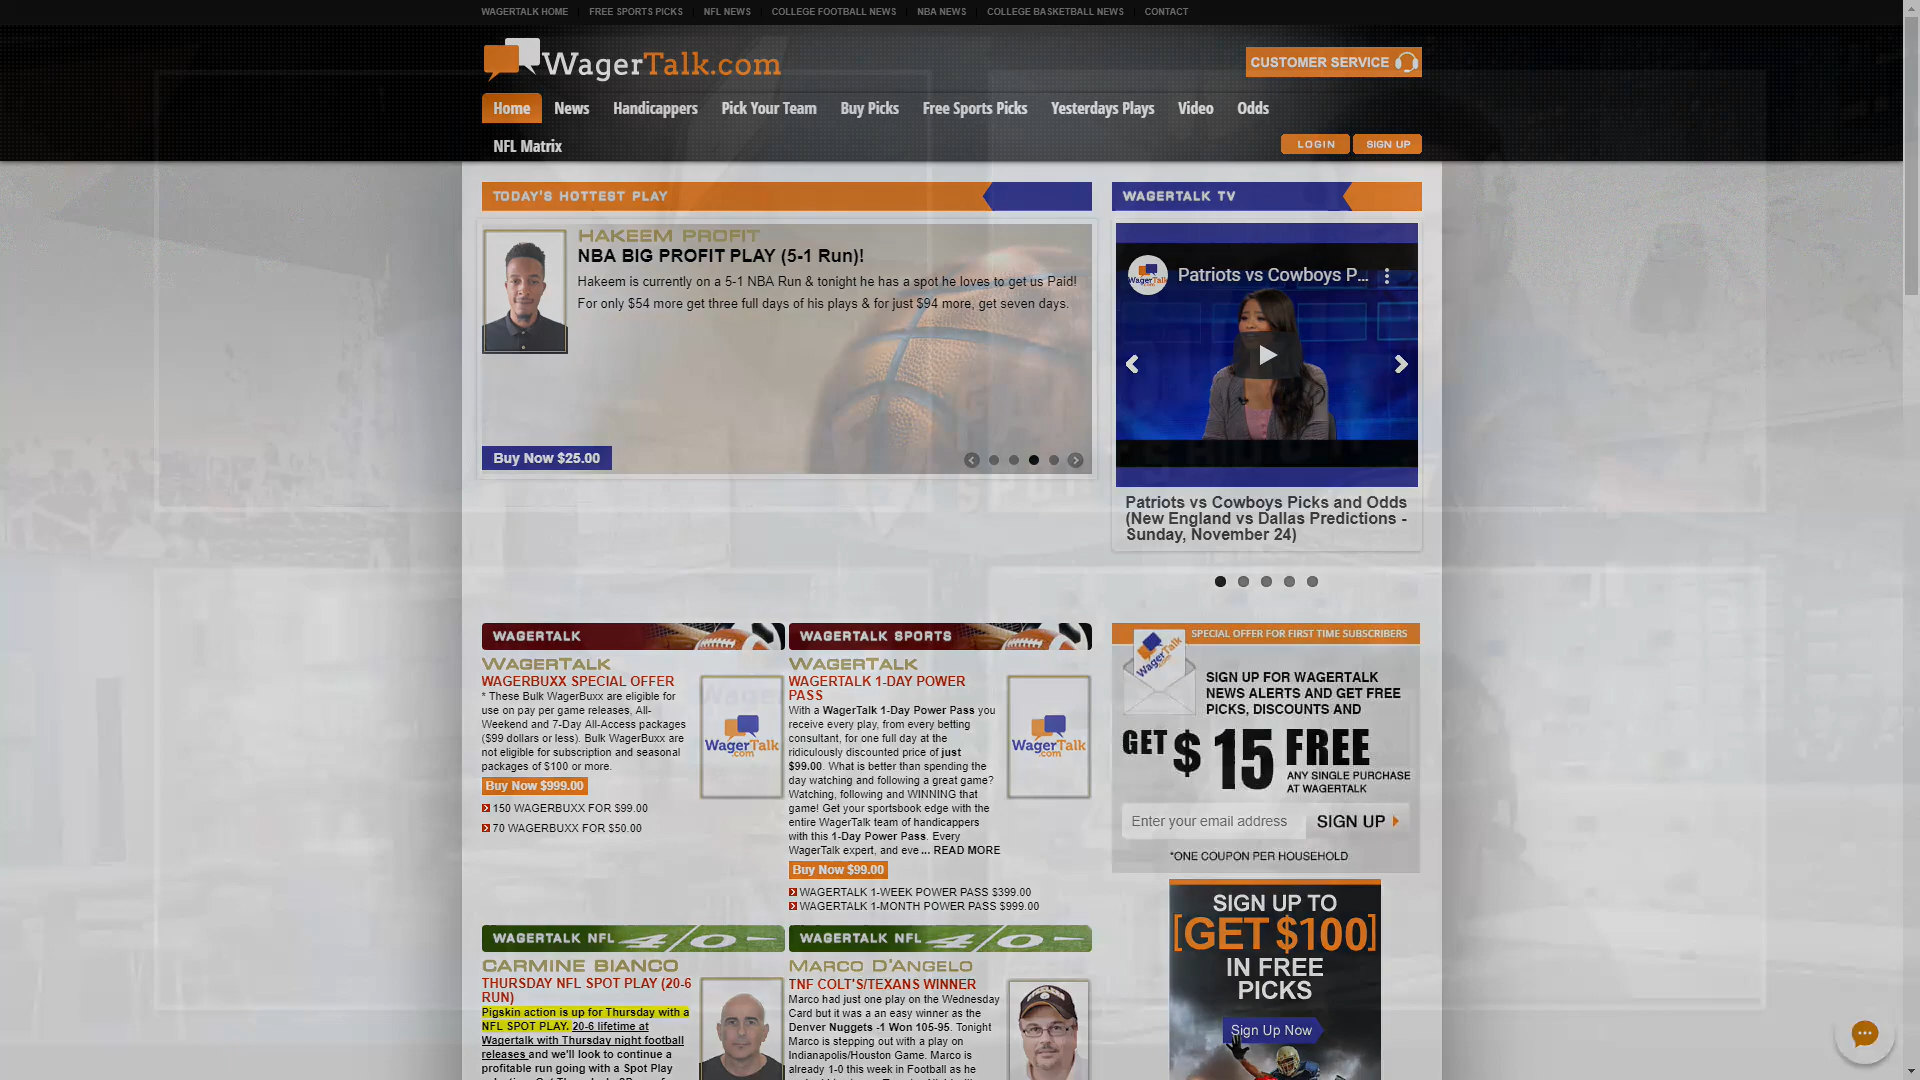 WAGERTALK HOME FREE SPORTS PICKS NFL NEWS COLLEGE FOOTBALL NEWS NBA NEWS COLLEGE BASKETBALL NEWS CONTACT
WagerTalk.com
CUSTOMER SERVICE
Home News Handicappers Pick Your Team Buy Picks Free Sports Picks Yesterdays Plays Video Odds
NFL Matrix
LOGIN SIGN UP
TODAY'S HOTTEST PLAY
HAKEEM PROFIT
NBA BIG PROFIT PLAY (5-1 Run)!
Hakeem is currently on a 5-1 NBA Run & tonight he has a spot he loves to get us Paid!
For only $54 more get three full days of his plays & for just $94 more, get seven days.
Buy Now $25.00
WAGERTALK TV
Patriots vs Cowboys P...
Patriots vs Cowboys Picks and Odds
(New England vs Dallas Predictions -
Sunday, November 24)
WAGERTALK
WAGERTALK
WAGERBUXX SPECIAL OFFER
* These Bulk WagerBuxx are eligible for
use on pay per game releases, All-
Weekend and 7-Day All-Access packages
($99 dollars or less). Bulk WagerBuxx are
not eligible for subscription and seasonal
packages of $100 or more.
WagerTalk
.com
Buy Now $999.00
150 WAGERBUXX FOR $99.00
70 WAGERBUXX FOR $50.00
WAGERTALK SPORTS
WAGERTALK
WAGERTALK 1-DAY POWER
PASS
With a WagerTalk 1-Day Power Pass you
receive every play, from every betting
consultant, for one full day at the
ridiculously discounted price of just
$99.00. What is better than spending the
day watching and following a great game?
Watching, following and WINNING that
game! Get your sportsbook edge with the
entire WagerTalk team of handicappers
with this 1-Day Power Pass. Every
WagerTalk expert, and eve ... READ MORE
WagerTalk
.com
Buy Now $99.00
WAGERTALK 1-WEEK POWER PASS $399.00
WAGERTALK 1-MONTH POWER PASS $999.00
SPECIAL OFFER FOR FIRST TIME SUBSCRIBERS
WagerTalk
SIGN UP FOR WAGERTALK
NEWS ALERTS AND GET FREE
PICKS, DISCOUNTS AND
GET $15 FREE
ANY SINGLE PURCHASE
AT WAGERTALK
Enter your email address SIGN UP
*ONE COUPON PER HOUSEHOLD
SIGN UP TO
[GET $100]
IN FREE
PICKS
Sign Up Now
WAGERTALK NFL
CARMINE BIANCO
THURSDAY NFL SPOT PLAY (20-6
RUN)
Pigskin action is up for Thursday with a
NFL SPOT PLAY. 20-6 lifetime at
Wagertalk with Thursday night football
releases and we'll look to continue a
profitable run going with a Spot Play
WAGERTALK NFL
MARCO D'ANGELO
TNF COLT'S/TEXANS WINNER
Marco had just one play on the Wednesday
Card but it was a an easy winner as the
Denver Nuggets -1 Won 105-95. Tonight
Marco is stepping out with a play on
Indianapolis/Houston Game. Marco is
already 1-0 this week in Football as he